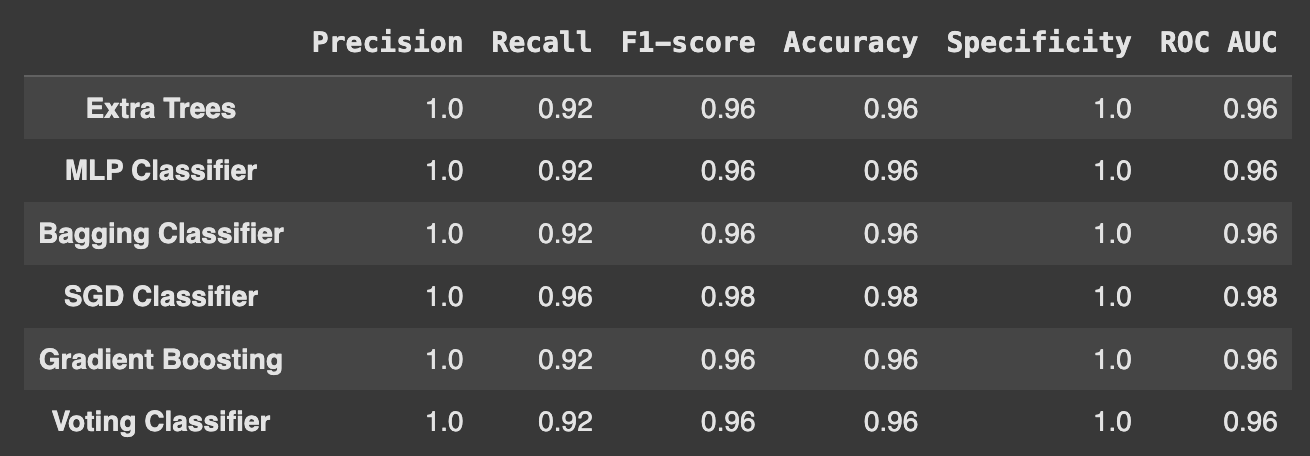 Precision Recall F1-score Accuracy Specificity ROC AUC
Extra Trees 1.0 0.92 0.96 0.96 1.0 0.96
MLP Classifier 1.0 0.92 0.96 0.96 1.0 0.96
Bagging Classifier 1.0 0.92 0.96 0.96 1.0 0.96
SGD Classifier 1.0 0.96 0.98 0.98 1.0 0.98
Gradient Boosting 1.0 0.92 0.96 0.96 1.0 0.96
Voting Classifier 1.0 0.92 0.96 0.96 1.0 0.96